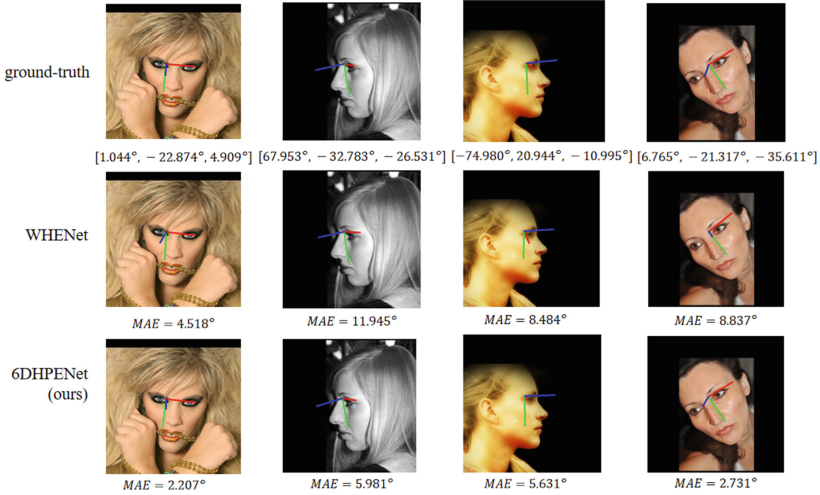 ground-truth
[1.044°, − 22.874°, 4.909°] [67.953°, − 32.783°, − 26.531°] [−74.980°, 20.944°, − 10.995°] [6.765°, − 21.317°, − 35.611°]
WHENet
MAE = 4.518° MAE = 11.945° MAE = 8.484° MAE = 8.837°
6DHPENet
(ours)
MAE = 2.207° MAE = 5.981° MAE = 5.631° MAE = 2.731°